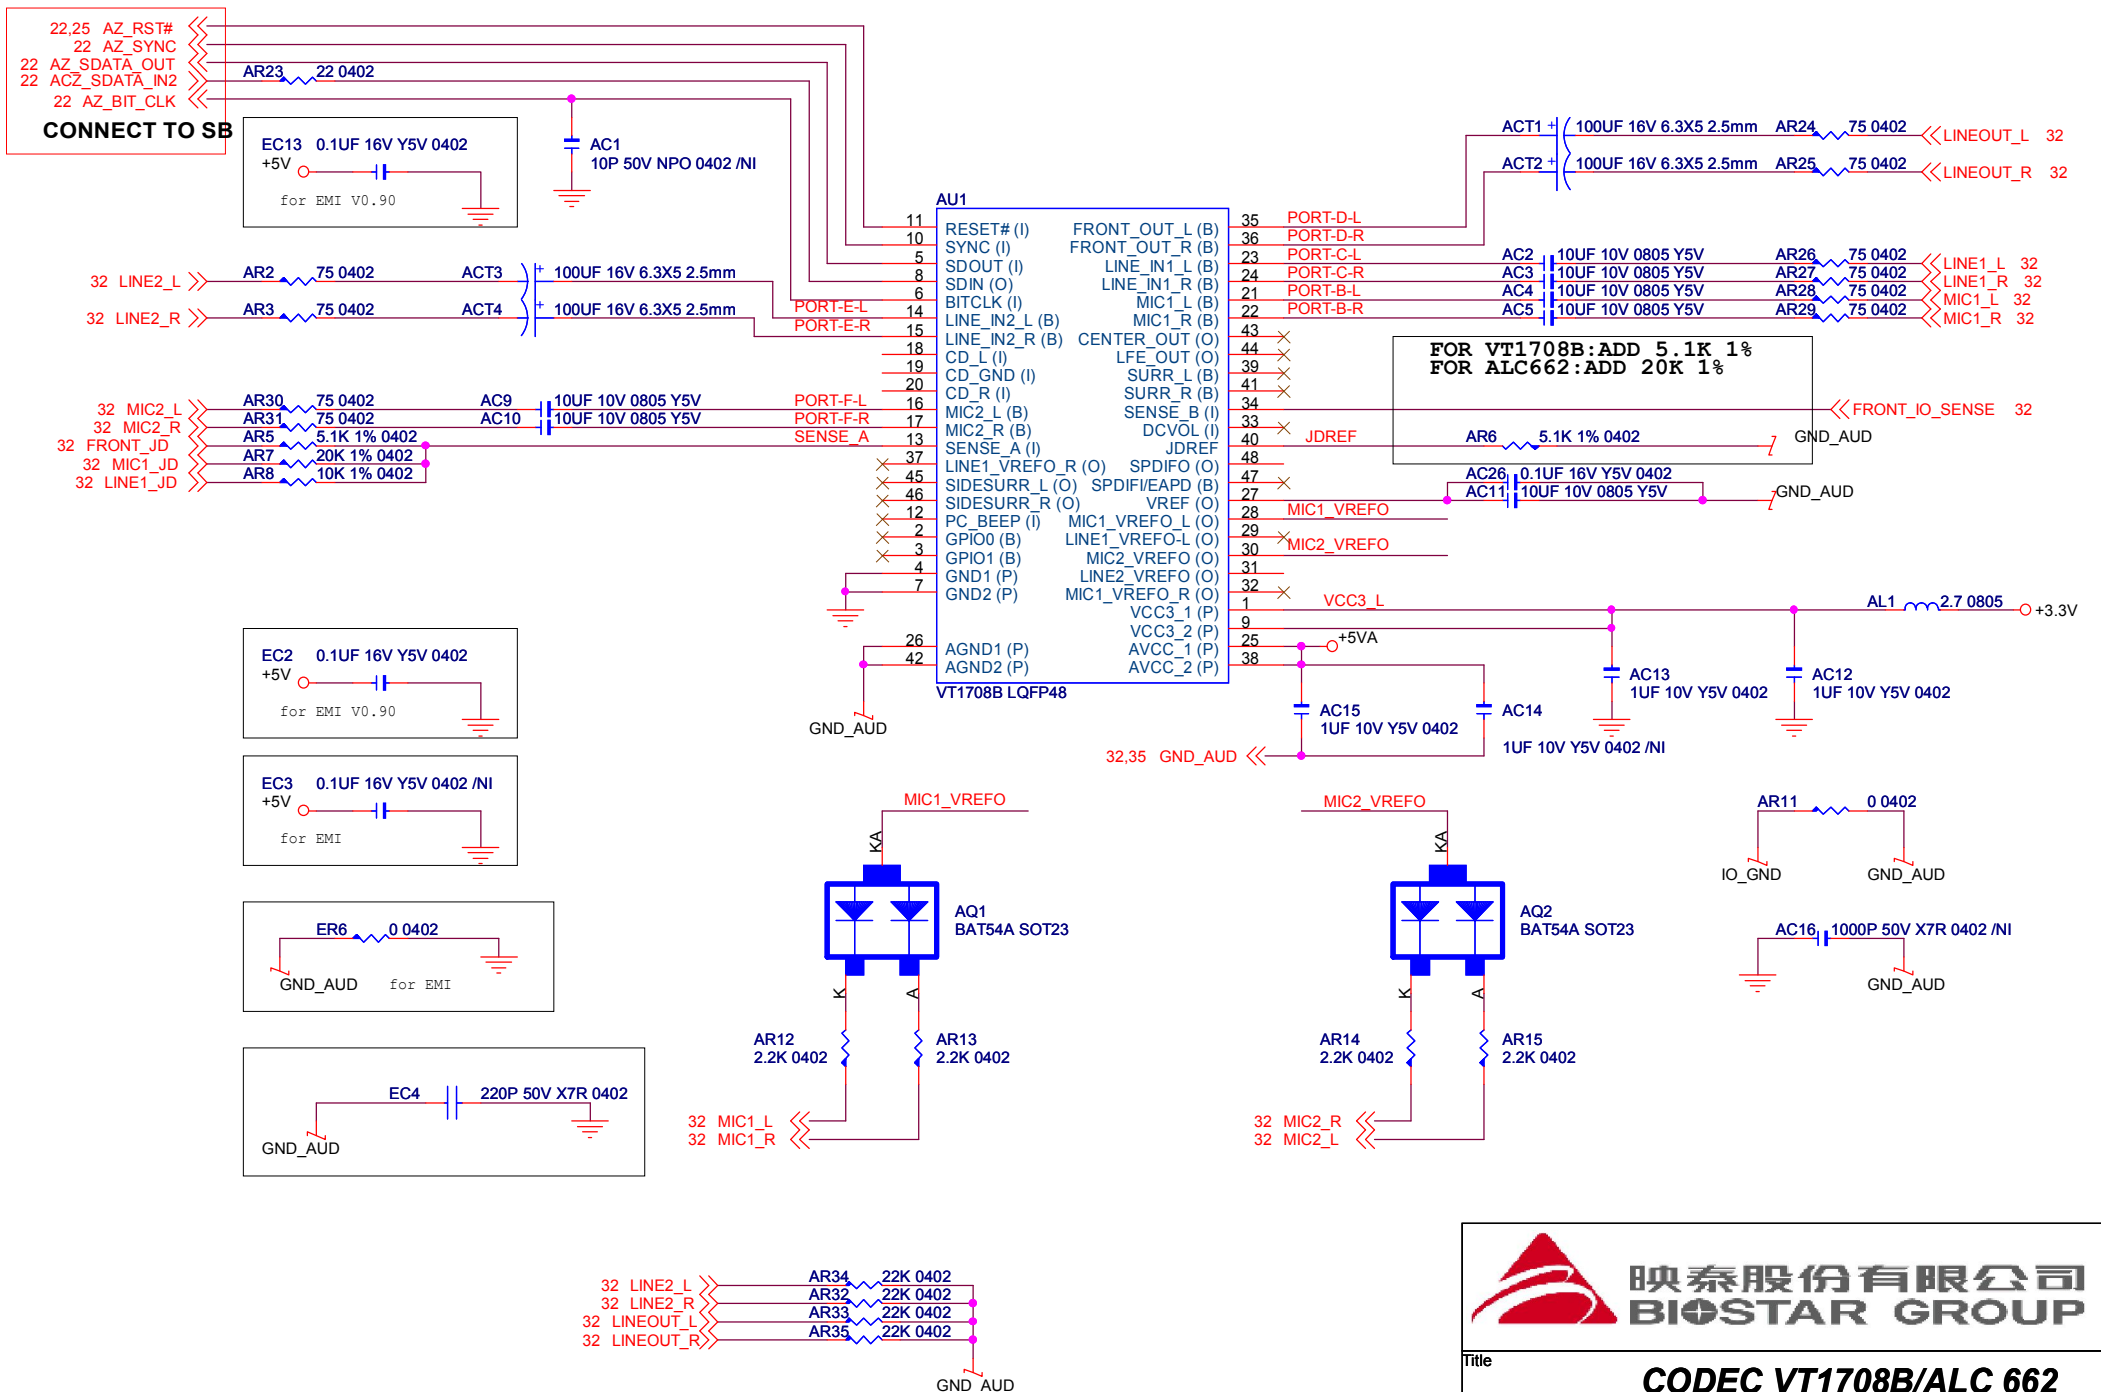 22,25 AZ_RST#
22 AZ_SYNC
22 AZ_SDATA_OUT
22 ACZ_SDATA_IN2
22 AZ_BIT_CLK
CONNECT TO SB
AR23 22 0402
EC13 0.1UF 16V Y5V 0402
+5V
for EMI V0.90
AC1
10P 50V NPO 0402 /NI
32 LINE2_L
AR2 75 0402
ACT3 + 100UF 16V 6.3X5 2.5mm
32 LINE2_R
AR3 75 0402
ACT4 + 100UF 16V 6.3X5 2.5mm
PORT-E-L
PORT-E-R
32 MIC2_L
AR30 75 0402
AC9 10UF 10V 0805 Y5V
PORT-F-L
32 MIC2_R
AR31 75 0402
AC10 10UF 10V 0805 Y5V
PORT-F-R
32 FRONT_JD
AR5 5.1K 1% 0402
SENSE_A
32 MIC1_JD
AR7 20K 1% 0402
32 LINE1_JD
AR8 10K 1% 0402
AU1
11 RESET# (I)
10 SYNC (I)
5 SDOUT (I)
8 SDIN (O)
6 BITCLK (I)
14 LINE_IN2_L (B)
15 LINE_IN2_R (B)
18 CD_L (I)
19 CD_GND (I)
20 CD_R (I)
16 MIC2_L (B)
17 MIC2_R (B)
13 SENSE_A (I)
37 LINE1_VREFO_R (O)
45 SIDESURR_L (O)
46 SIDESURR_R (O)
12 PC_BEEP (I)
2 GPIO0 (B)
3 GPIO1 (B)
4 GND1 (P)
7 GND2 (P)
26 AGND1 (P)
42 AGND2 (P)
FRONT_OUT_L (B) 35
FRONT_OUT_R (B) 36
LINE_IN1_L (B) 23
LINE_IN1_R (B) 24
MIC1_L (B) 21
MIC1_R (B) 22
CENTER_OUT (O) 43
LFE_OUT (O) 44
SURR_L (B) 39
SURR_R (B) 41
SENSE_B (I) 34
DCVOL (I) 33
JDREF 40
SPDIFO (O) 48
SPDIFI/EAPD (B) 47
VREF (O) 27
MIC1_VREFO_L (O) 28
LINE1_VREFO-L (O) 29
MIC2_VREFO (O) 30
LINE2_VREFO (O) 31
MIC1_VREFO_R (O) 32
VCC3_1 (P) 1
VCC3_2 (P) 9
AVCC_1 (P) 25
AVCC_2 (P) 38
VT1708B LQFP48
GND_AUD
PORT-D-L
PORT-D-R
PORT-C-L
PORT-C-R
PORT-B-L
PORT-B-R
ACT1 + 100UF 16V 6.3X5 2.5mm AR24 75 0402 LINEOUT_L 32
ACT2 + 100UF 16V 6.3X5 2.5mm AR25 75 0402 LINEOUT_R 32
AC2 10UF 10V 0805 Y5V AR26 75 0402 LINE1_L 32
AC3 10UF 10V 0805 Y5V AR27 75 0402 LINE1_R 32
AC4 10UF 10V 0805 Y5V AR28 75 0402 MIC1_L 32
AC5 10UF 10V 0805 Y5V AR29 75 0402 MIC1_R 32
FOR VT1708B:ADD 5.1K 1%
FOR ALC662:ADD 20K 1%
FRONT_IO_SENSE 32
JDREF AR6 5.1K 1% 0402 GND_AUD
AC26 0.1UF 16V Y5V 0402
AC11 10UF 10V 0805 Y5V GND_AUD
MIC1_VREFO
MIC2_VREFO
VCC3_L AL1 2.7 0805 +3.3V
+5VA
AC13
1UF 10V Y5V 0402
AC12
1UF 10V Y5V 0402
AC15
1UF 10V Y5V 0402
AC14
1UF 10V Y5V 0402 /NI
32,35 GND_AUD
EC2 0.1UF 16V Y5V 0402
+5V
for EMI V0.90
EC3 0.1UF 16V Y5V 0402 /NI
+5V
for EMI
ER6 0 0402
GND_AUD for EMI
EC4 220P 50V X7R 0402
GND_AUD
MIC1_VREFO
KA
AQ1
BAT54A SOT23
K A
AR12
2.2K 0402
AR13
2.2K 0402
32 MIC1_L
32 MIC1_R
MIC2_VREFO
KA
AQ2
BAT54A SOT23
K A
AR14
2.2K 0402
AR15
2.2K 0402
32 MIC2_R
32 MIC2_L
AR11 0 0402
IO_GND GND_AUD
AC16 1000P 50V X7R 0402 /NI
GND_AUD
32 LINE2_L AR34 22K 0402
32 LINE2_R AR32 22K 0402
32 LINEOUT_L AR33 22K 0402
32 LINEOUT_R AR35 22K 0402
GND_AUD
映泰股份有限公司
BIOSTAR GROUP
Title
CODEC VT1708B/ALC 662